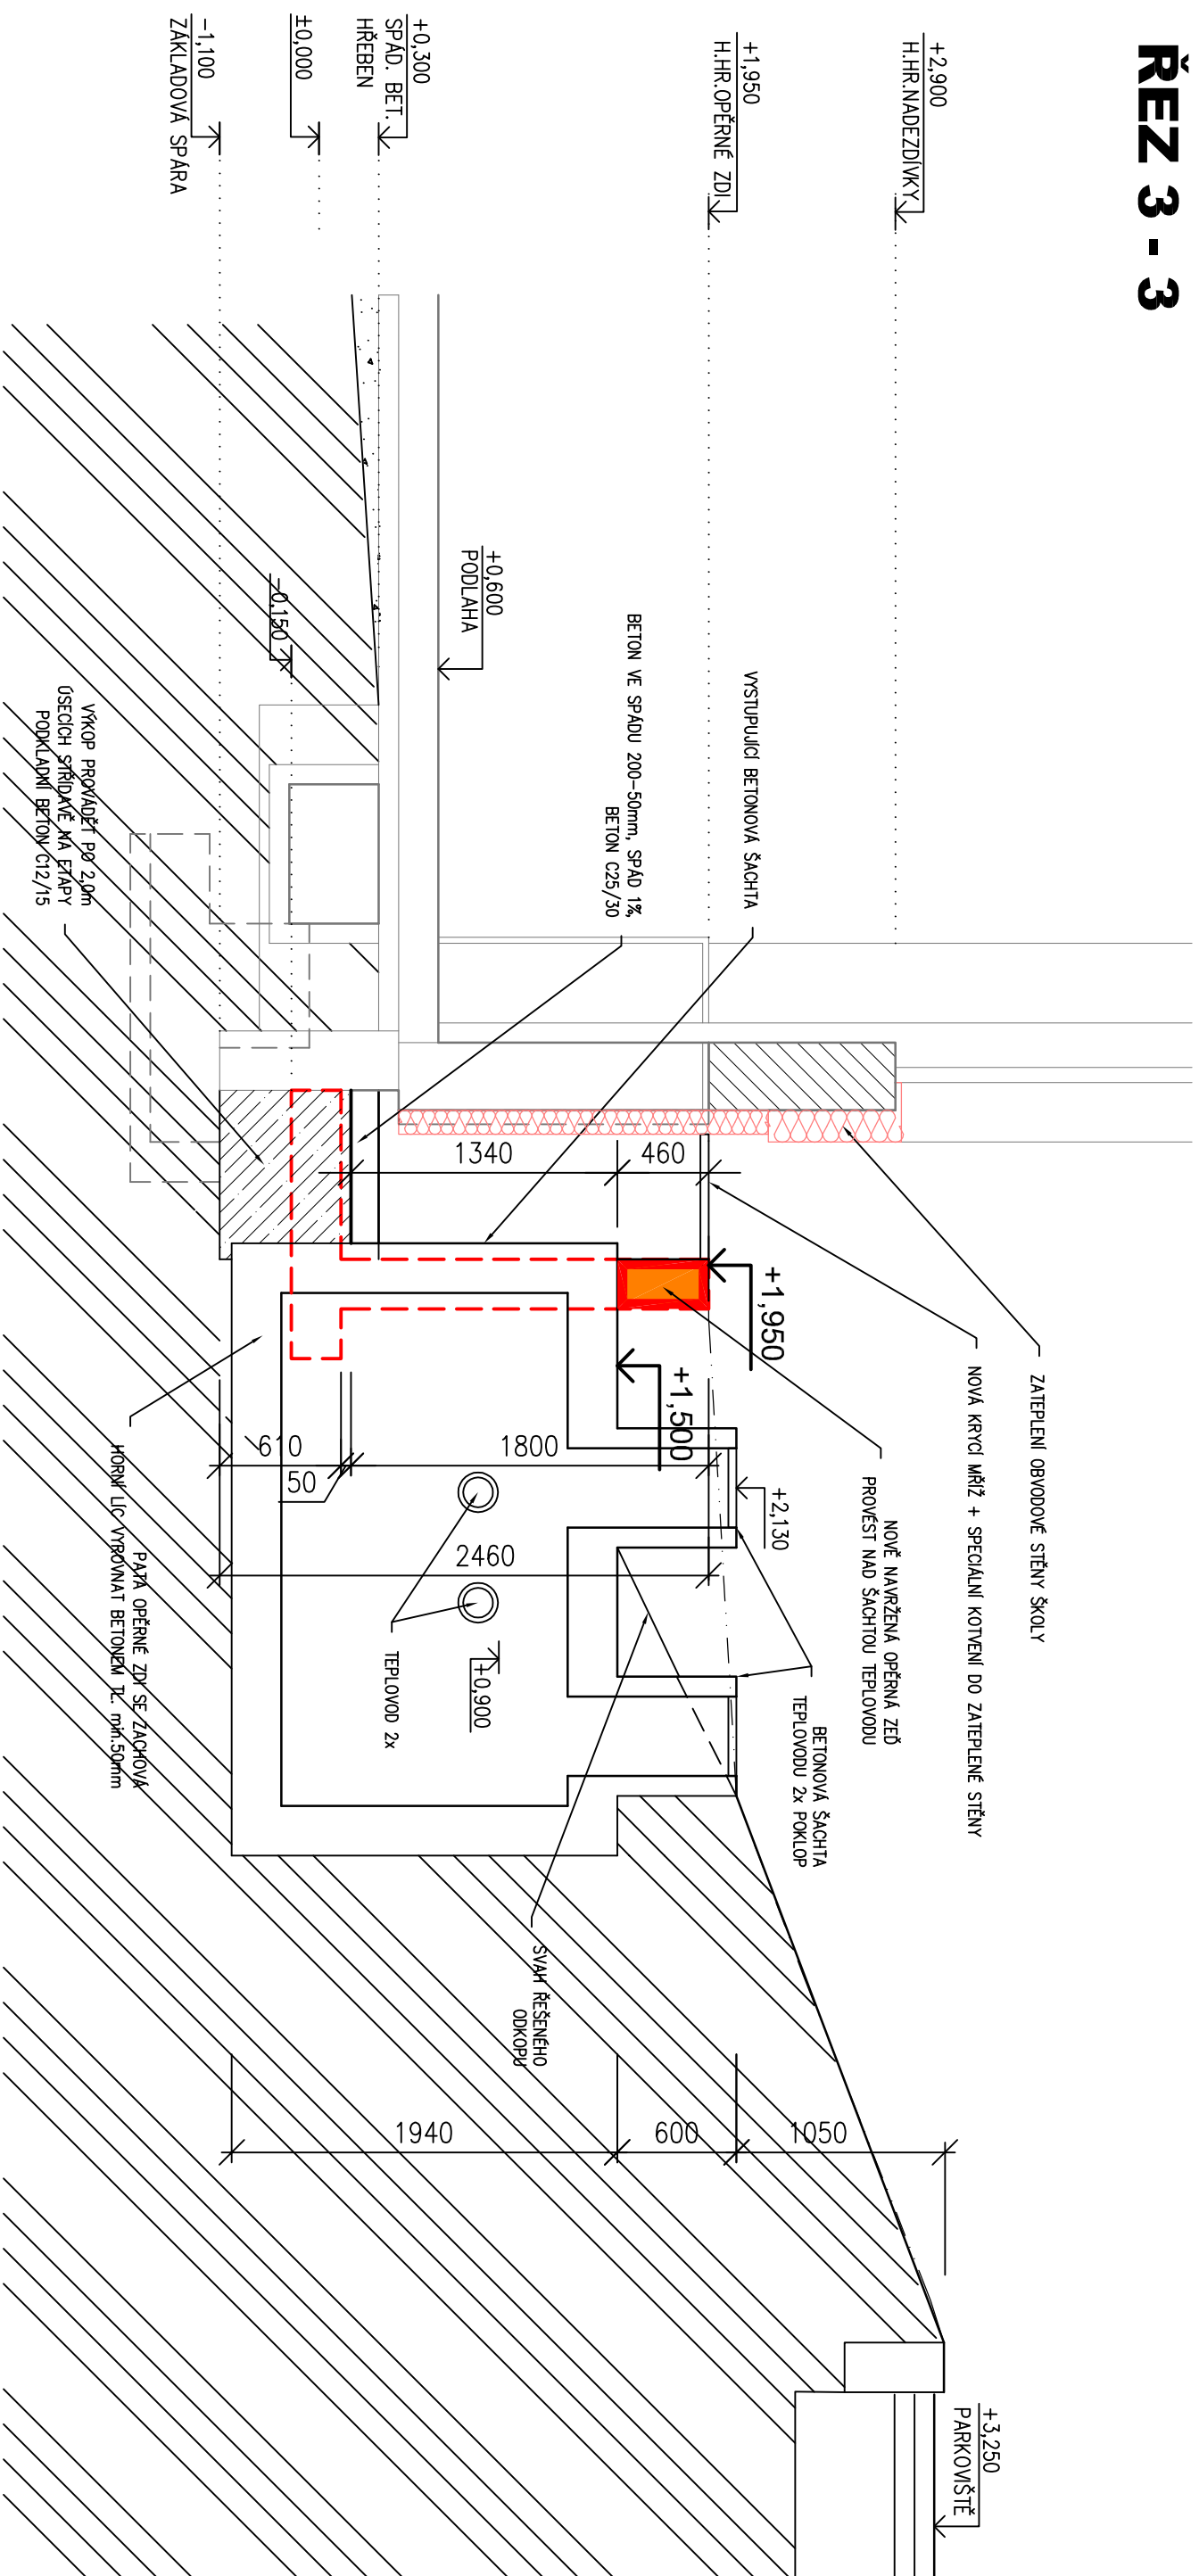 ŘEZ 3 - 3
+2,900
H.HR.NADEZDÍVKY
+1,950
H.HR.OPĚRNÉ ZDI
+0,300
SPÁD. BET.
HŘEBEN
±0,000
-1,100
ZÁKLADOVÁ SPÁRA
+0,600
PODLAHA
-0,150
VÝKOP PROVÁDĚT PO 2,0m
ÚSECÍCH STŘÍDAVĚ NA ETAPY
PODKLADNÍ BETON C12/15
BETON VE SPÁDU 200-50mm, SPÁD 1%,
BETON C25/30
VYSTUPUJÍCÍ BETONOVÁ ŠACHTA
ZATEPLENÍ OBVODOVÉ STĚNY ŠKOLY
NOVÁ KRYCÍ MŘÍŽ + SPECIÁLNÍ KOTVENÍ DO ZATEPLENÉ STĚNY
NOVĚ NAVRŽENÁ OPĚRNÁ ZEĎ
PROVÉST NAD ŠACHTOU TEPLOVODU
1340
460
+1,950
+1,500
+2,130
610
50
1800
2460
BETONOVÁ ŠACHTA
TEPLOVODU 2x POKLOP
TEPLOVOD 2x
+0,900
PATA OPĚRNÉ ZDI SE ZACHOVÁ
HORNÍ LÍC VYROVNAT BETONEM TL. min.50mm
SVAH ŘEŠENÉHO
ODKOPU
1940
600
1050
+3,250
PARKOVIŠTĚ